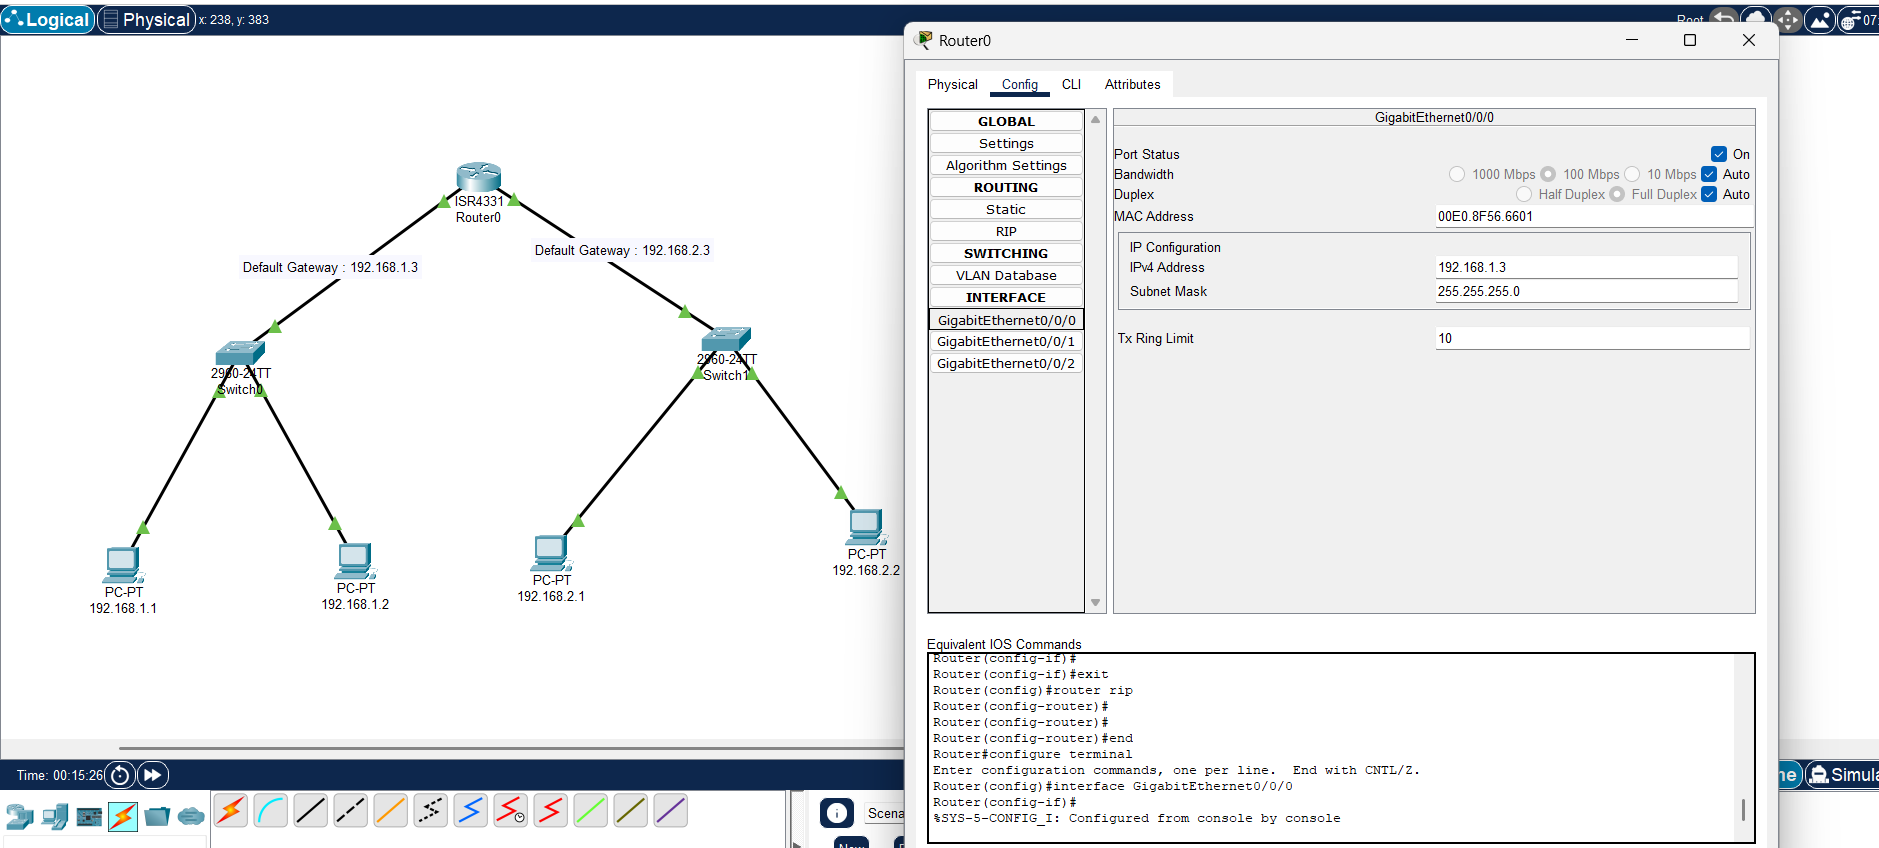 Logical
Physical
x: 238, y: 383
Root
07:
Router0
Physical
Config
CLI
Attributes
GLOBAL
Settings
Algorithm Settings
ROUTING
Static
RIP
SWITCHING
VLAN Database
INTERFACE
GigabitEthernet0/0/0
GigabitEthernet0/0/1
GigabitEthernet0/0/2
GigabitEthernet0/0/0
Port Status
On
Bandwidth
1000 Mbps
100 Mbps
10 Mbps
Auto
Duplex
Half Duplex
Full Duplex
Auto
MAC Address
00E0.8F56.6601
IP Configuration
IPv4 Address
192.168.1.3
Subnet Mask
255.255.255.0
Tx Ring Limit
10
Equivalent IOS Commands
Router(config-if)#
Router(config-if)#exit
Router(config)#router rip
Router(config-router)#
Router(config-router)#
Router(config-router)#end
Router#configure terminal
Enter configuration commands, one per line.  End with CNTL/Z.
Router(config)#interface GigabitEthernet0/0/0
Router(config-if)#
%SYS-5-CONFIG_I: Configured from console by console
ISR4331
Router0
Default Gateway : 192.168.1.3
Default Gateway : 192.168.2.3
2960-24TT
Switch0
2960-24TT
Switch1
PC-PT
192.168.1.1
PC-PT
192.168.1.2
PC-PT
192.168.2.1
PC-PT
192.168.2.2
Time: 00:15:26
me
Simula
Scena
New